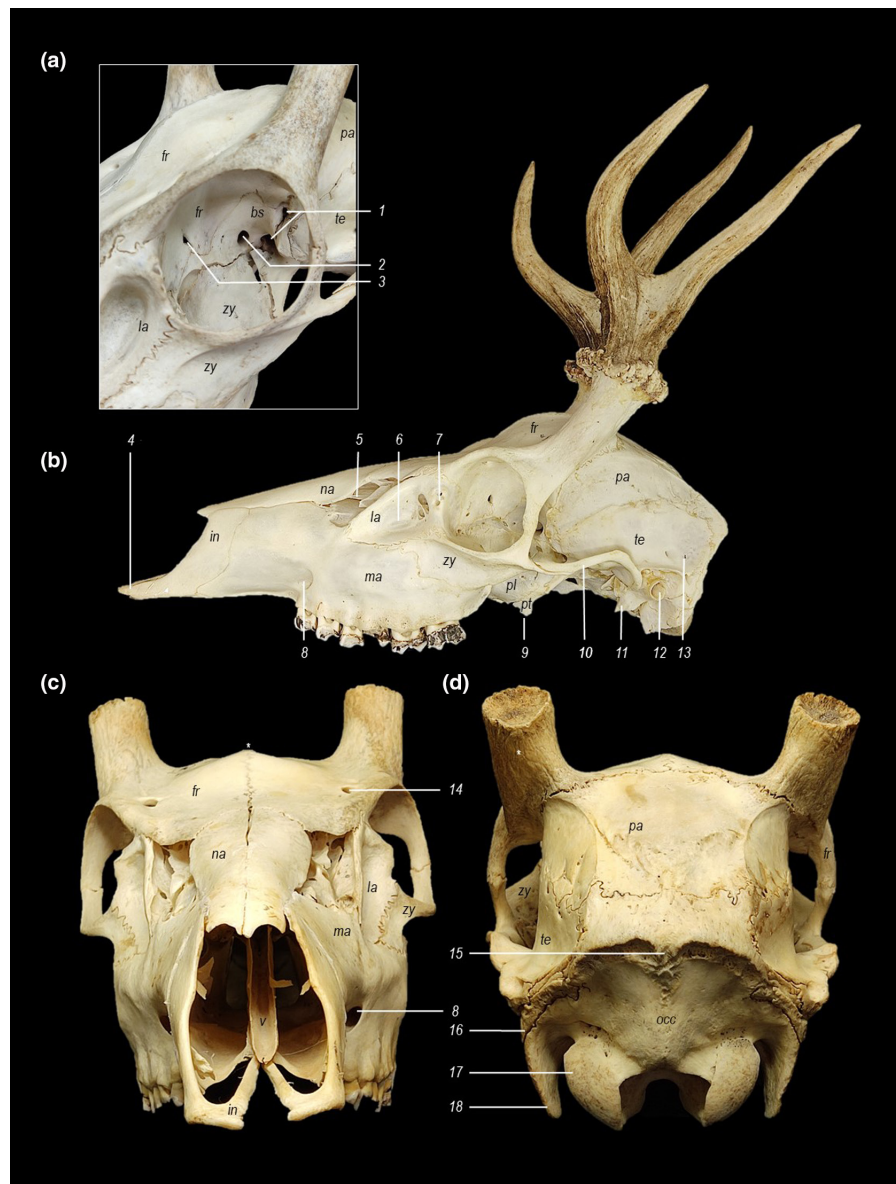 (a)
fr
pa
fr
bs
te
1
2
3
zy
la
zy
(b)
4
5
6
7
fr
na
la
pa
in
te
zy
ma
pl
pt
8
9
10
11
12
13
(c)
*
fr
14
na
la
zy
ma
8
v
in
(d)
*
pa
fr
zy
te
15
occ
16
17
18